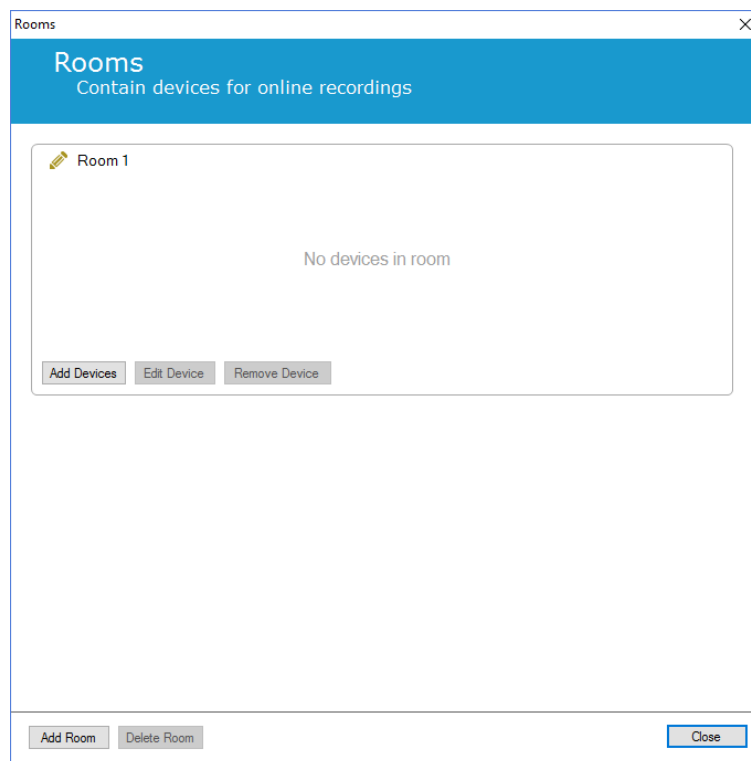 Rooms
Rooms
Contain devices for online recordings
Room 1
No devices in room
Add Devices Edit Device Remove Device
Add Room Delete Room Close